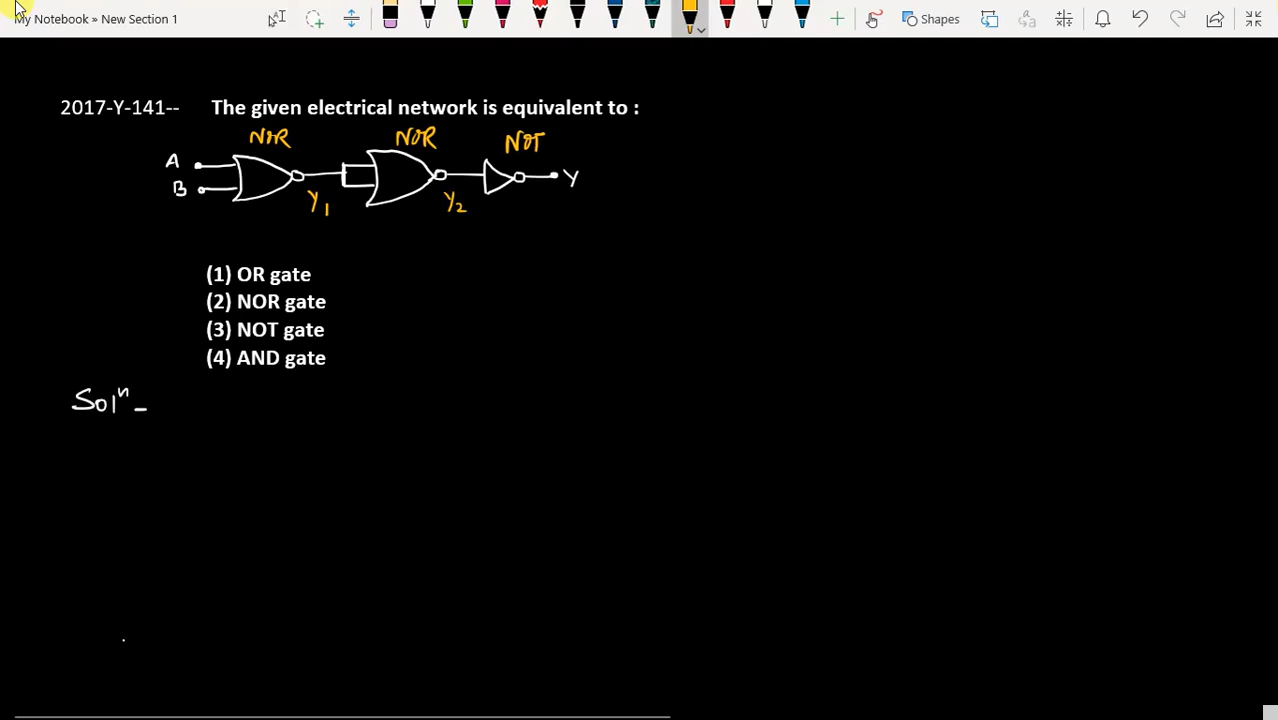 My Notebook » New Section 1
Shapes
2017-Y-141-- The given electrical network is equivalent to :
NOR NOR NOT
A
B
Y
Y1 Y2
(1) OR gate
(2) NOR gate
(3) NOT gate
(4) AND gate
Solⁿ -